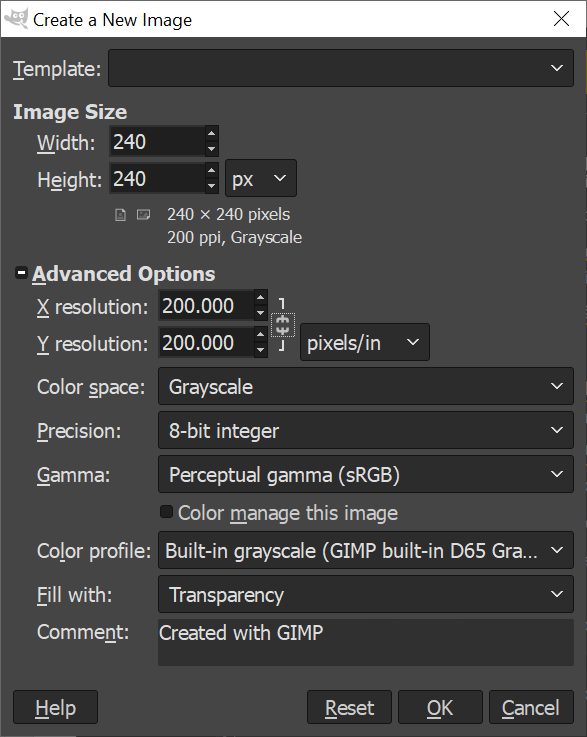 Create a New Image
Template:
Image Size
Width: 240
Height: 240 px
240 × 240 pixels
200 ppi, Grayscale
Advanced Options
X resolution: 200.000
Y resolution: 200.000 pixels/in
Color space: Grayscale
Precision: 8-bit integer
Gamma: Perceptual gamma (sRGB)
Color manage this image
Color profile: Built-in grayscale (GIMP built-in D65 Gra...
Fill with: Transparency
Comment: Created with GIMP
Help Reset OK Cancel